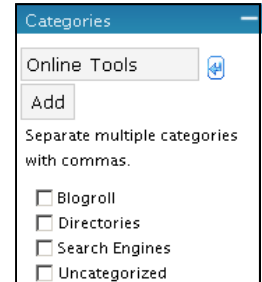 Categories
Online Tools
Add
Separate multiple categories
with commas.
Blogroll
Directories
Search Engines
Uncategorized